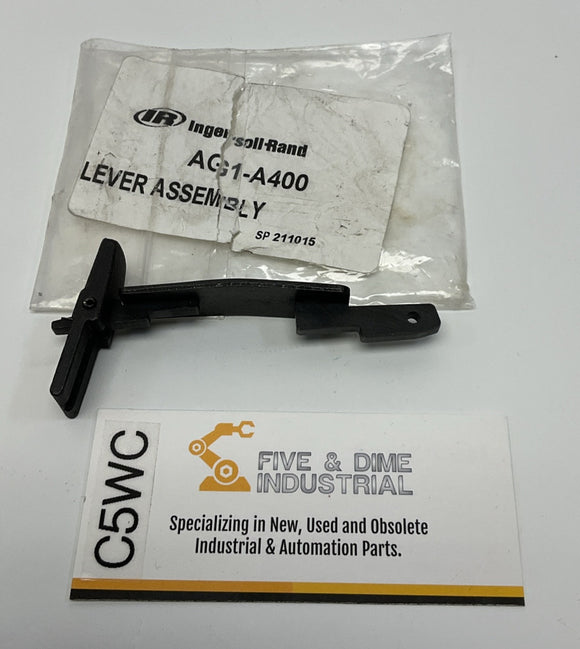 IR Ingersoll-Rand
AG1-A400
LEVER ASSEMBLY
SP 211015
C5WC
FIVE & DIME
INDUSTRIAL
Specializing in New, Used and Obsolete
Industrial & Automation Parts.